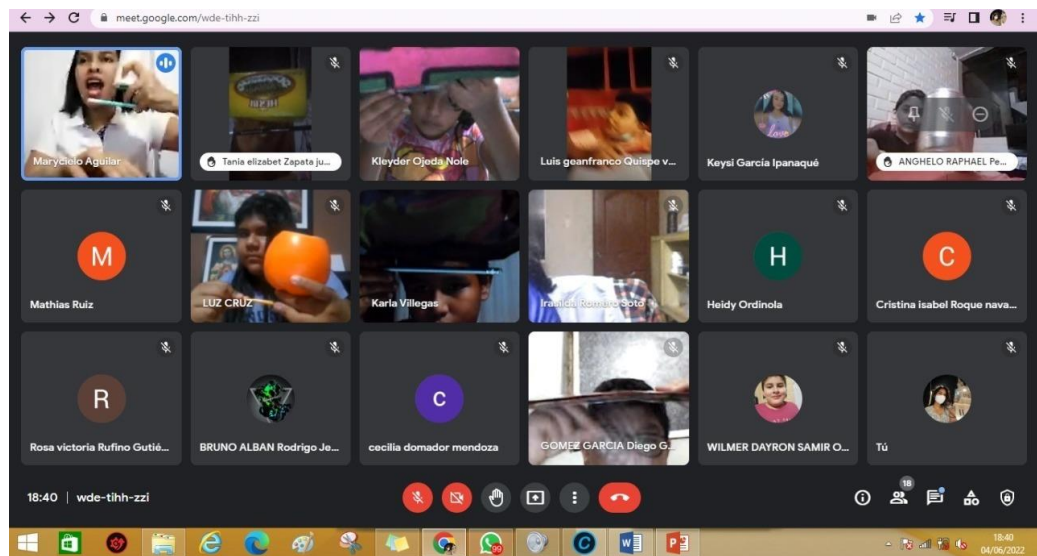 meet.google.com/wde-tihh-zzi
Marycielo Aguilar
Tania elizabet Zapata ju...
Kleyder Ojeda Nole
Luis geanfranco Quispe v...
Keysi García Ipanaqué
Love
ANGHELO RAPHAEL Pe...
M
Mathias Ruiz
LUZ CRUZ
Karla Villegas
Irasilda Romero Soto
H
Heidy Ordinola
C
Cristina isabel Roque nava...
R
Rosa victoria Rufino Gutié...
BRUNO ALBAN Rodrigo Je...
c
cecilia domador mendoza
GOMEZ GARCIA Diego G...
WILMER DAYRON SAMIR O...
Tú
18:40 | wde-tihh-zzi
18
99
18:40
04/06/2022